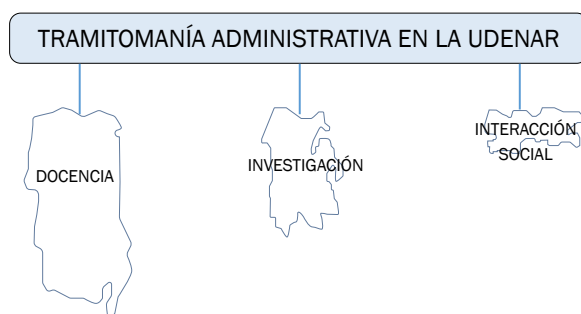 TRAMITOMANÍA ADMINISTRATIVA EN LA UDENAR
DOCENCIA
INVESTIGACIÓN
INTERACCIÓN
SOCIAL